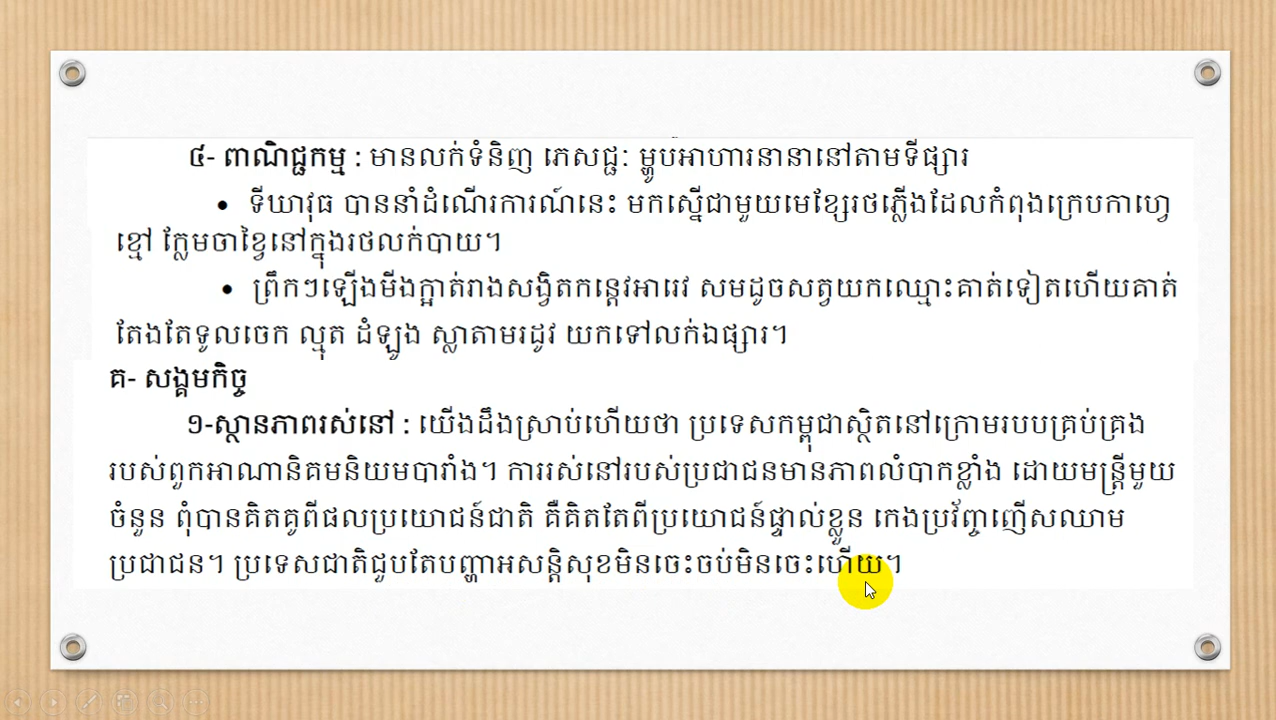 ៤- ពាណិជ្ជកម្ម : មានលក់ទំនិញ ភេសជ្ជៈ ម្ហូបអាហារនានានៅតាមទីផ្សារ
• ទីឃាវុធ បាននាំដំណើរការណ៍នេះ មកស្នើជាមួយមេខ្សែរថភ្លើងដែលកំពុងក្រេបកាហ្វេ
ខ្មៅ ក្លែមចាខ្វៃនៅក្នុងរថលក់បាយ។
• ព្រឹកៗឡើងមីងក្អាត់រាងសង្វិតកន្តេវអារេវ សមដូចសត្វយកឈ្មោះគាត់ទៀតហើយគាត់
តែងតែទូលចេក ល្មុត ដំឡូង ស្លាតាមរដូវ យកទៅលក់ឯផ្សារ។
គ- សង្គមកិច្ច
១-ស្ថានភាពរស់នៅ : យើងដឹងស្រាប់ហើយថា ប្រទេសកម្ពុជាស្ថិតនៅក្រោមរបបគ្រប់គ្រង
របស់ពួកអាណានិគមនិយមបារាំង។ ការរស់នៅរបស់ប្រជាជនមានភាពលំបាកខ្លាំង ដោយមន្ត្រីមួយ
ចំនួន ពុំបានគិតគូពីផលប្រយោជន៍ជាតិ គឺគិតតែពីប្រយោជន៍ផ្ទាល់ខ្លួន កេងប្រវ័ញ្ចញើសឈាម
ប្រជាជន។ ប្រទេសជាតិជួបតែបញ្ហាអសន្តិសុខមិនចេះចប់មិនចេះហើយ។